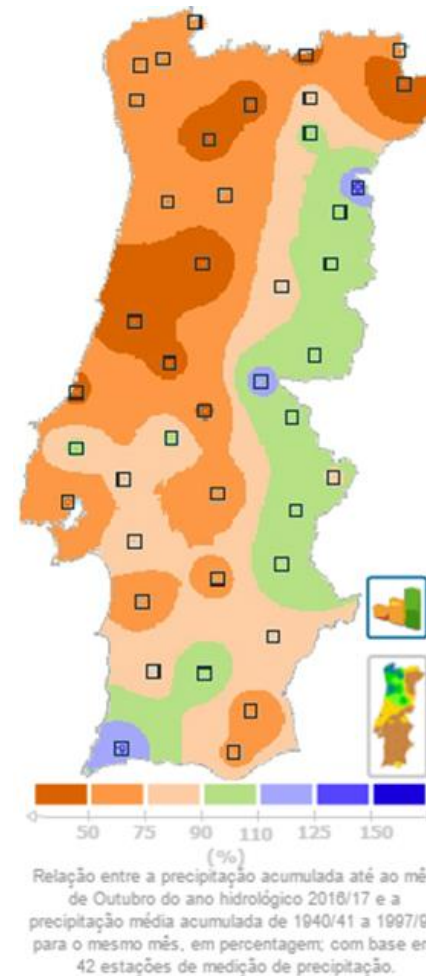 50 75 90 110 125 150
(%)
Relação entre a precipitação acumulada até ao mê
de Outubro do ano hidrológico 2016/17 e a
precipitação média acumulada de 1940/41 a 1997/9
para o mesmo mês, em percentagem; com base em
42 estações de medição de precipitação.